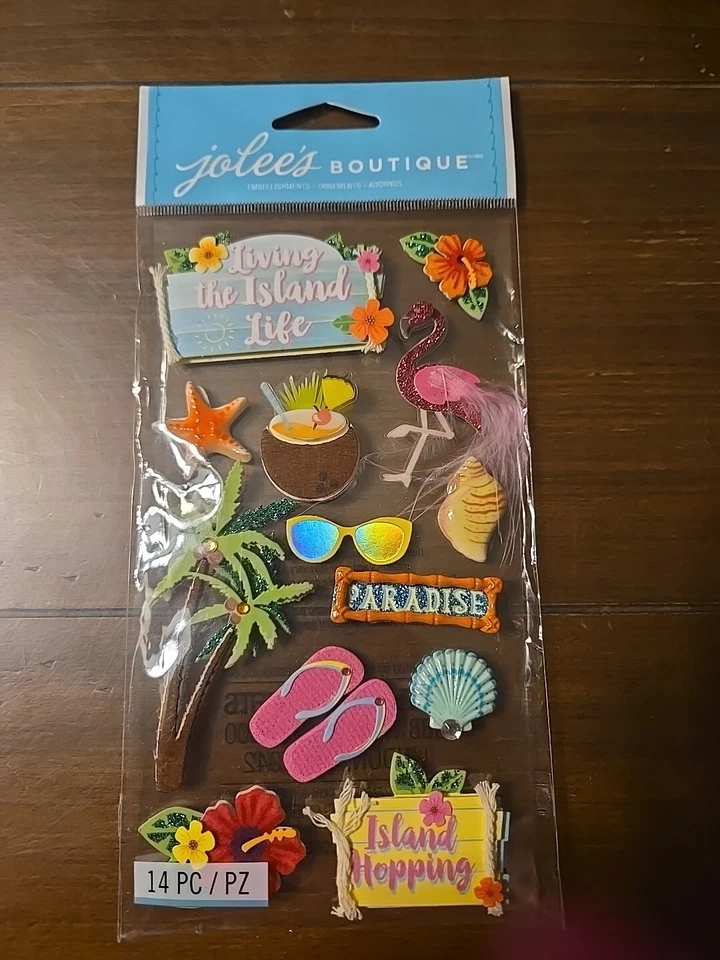 jolee's BOUTIQUE
EMBELLISHMENTS - ORNEMENTS - ADORNOS
Living
the Island
Life
PARADISE
Island
Hopping
14 PC / PZ